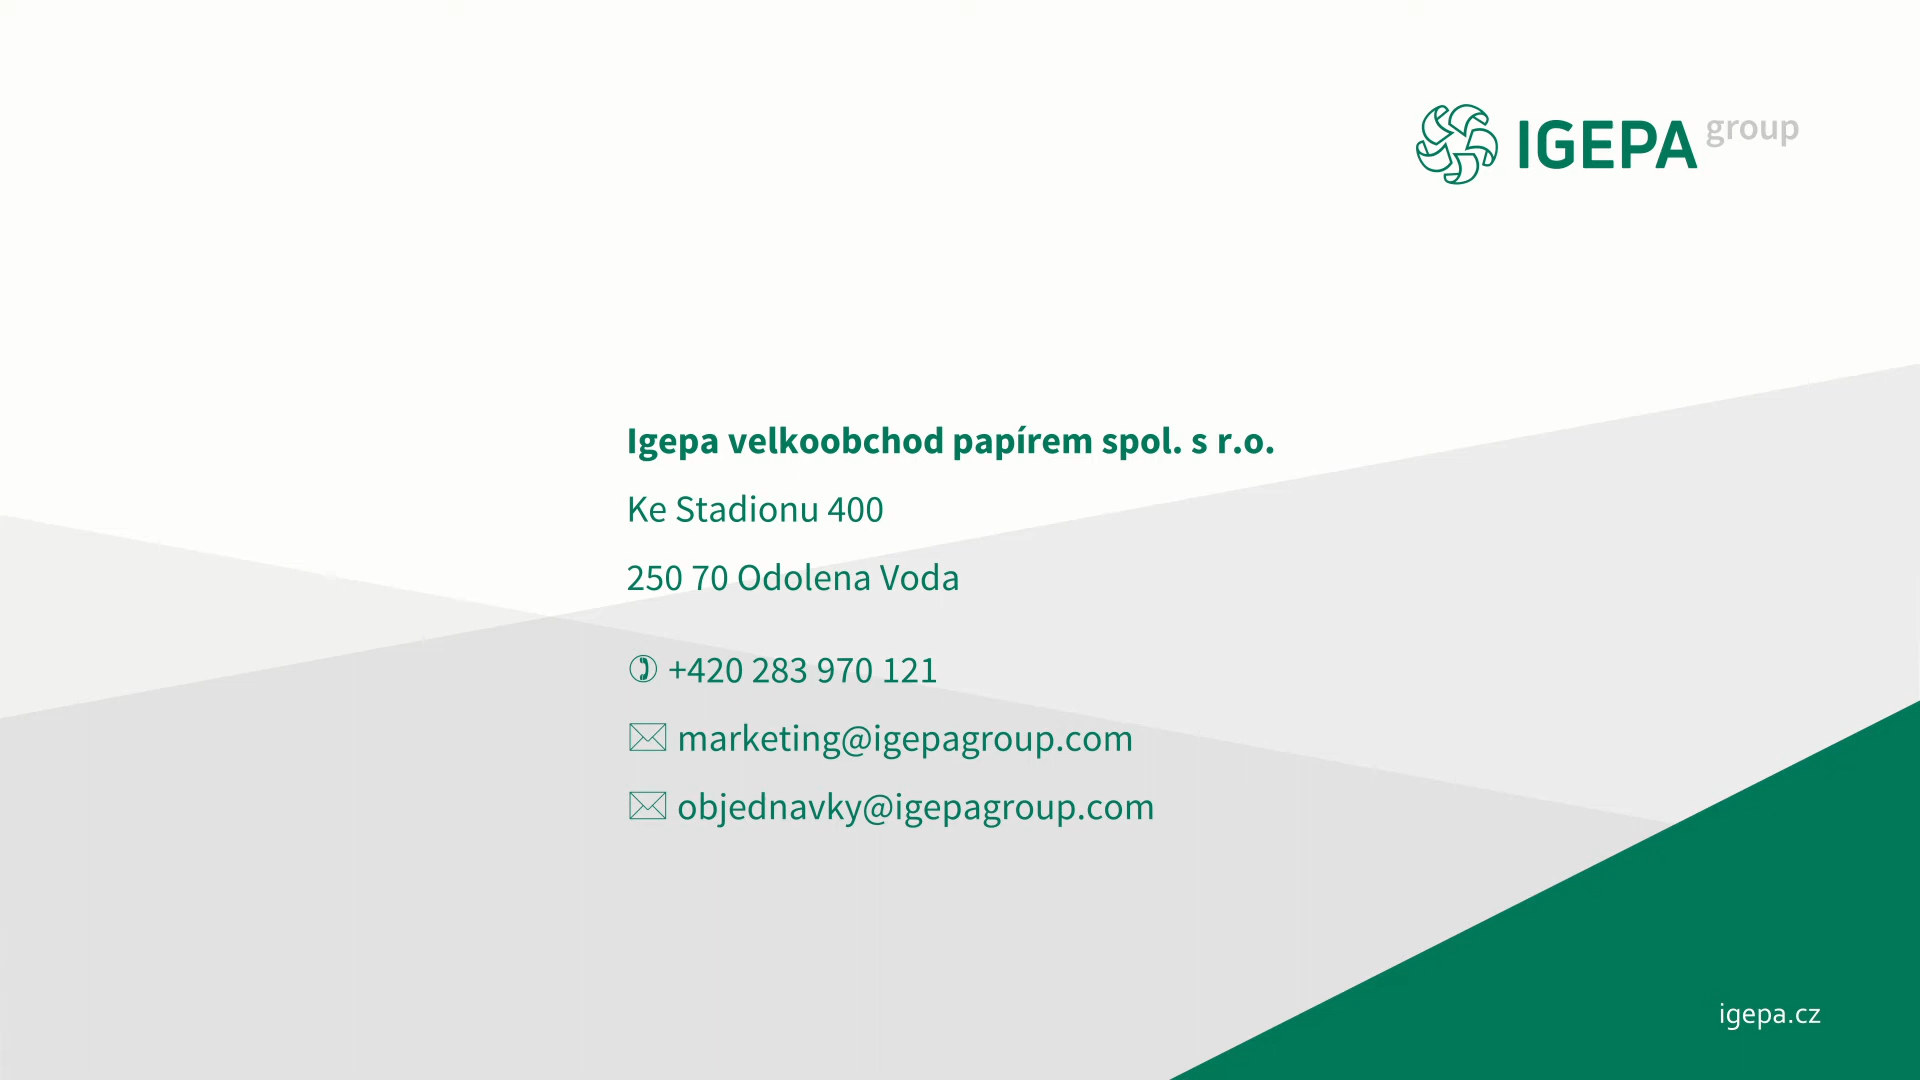 IGEPA group
Igepa velkoobchod papírem spol. s r.o.
Ke Stadionu 400
250 70 Odolena Voda
✆ +420 283 970 121
🖂 marketing@igepagroup.com
🖂 objednavky@igepagroup.com
igepa.cz